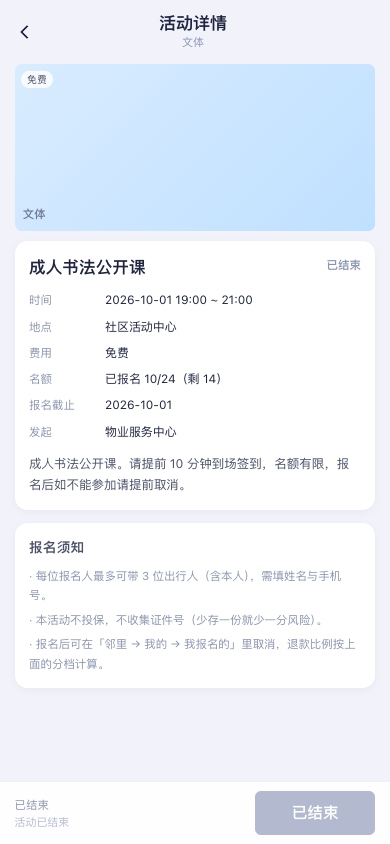 活动详情
文体
免费
文体
成人书法公开课
已结束
时间 2026-10-01 19:00 ~ 21:00
地点 社区活动中心
费用 免费
名额 已报名 10/24（剩 14）
报名截止 2026-10-01
发起 物业服务中心
成人书法公开课。请提前 10 分钟到场签到，名额有限，报
名后如不能参加请提前取消。
报名须知
· 每位报名人最多可带 3 位出行人（含本人），需填姓名与手机
号。
· 本活动不投保，不收集证件号（少存一份就少一分风险）。
· 报名后可在「邻里 → 我的 → 我报名的」里取消，退款比例按上
面的分档计算。
已结束
活动已结束
已结束